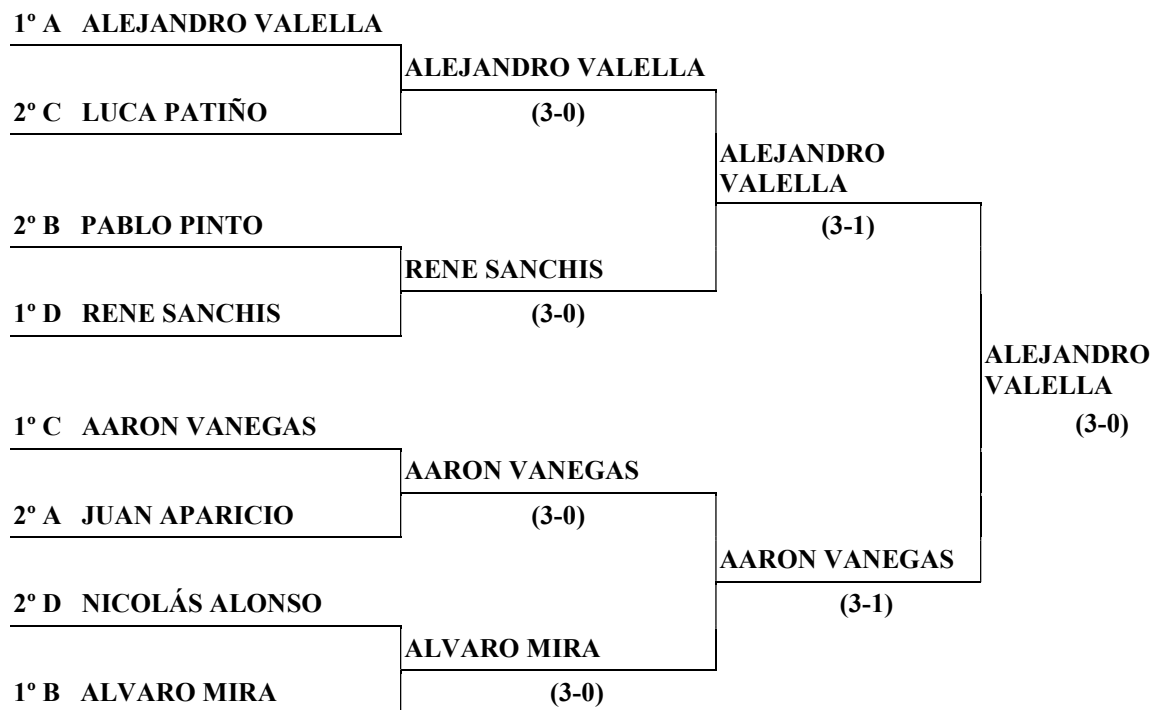 1º A ALEJANDRO VALELLA
ALEJANDRO VALELLA
2º C LUCA PATIÑO
(3-0)
ALEJANDRO
VALELLA
2º B PABLO PINTO
(3-1)
RENE SANCHIS
1º D RENE SANCHIS
(3-0)
ALEJANDRO
VALELLA
1º C AARON VANEGAS
(3-0)
AARON VANEGAS
2º A JUAN APARICIO
(3-0)
AARON VANEGAS
2º D NICOLÁS ALONSO
(3-1)
ALVARO MIRA
1º B ALVARO MIRA
(3-0)